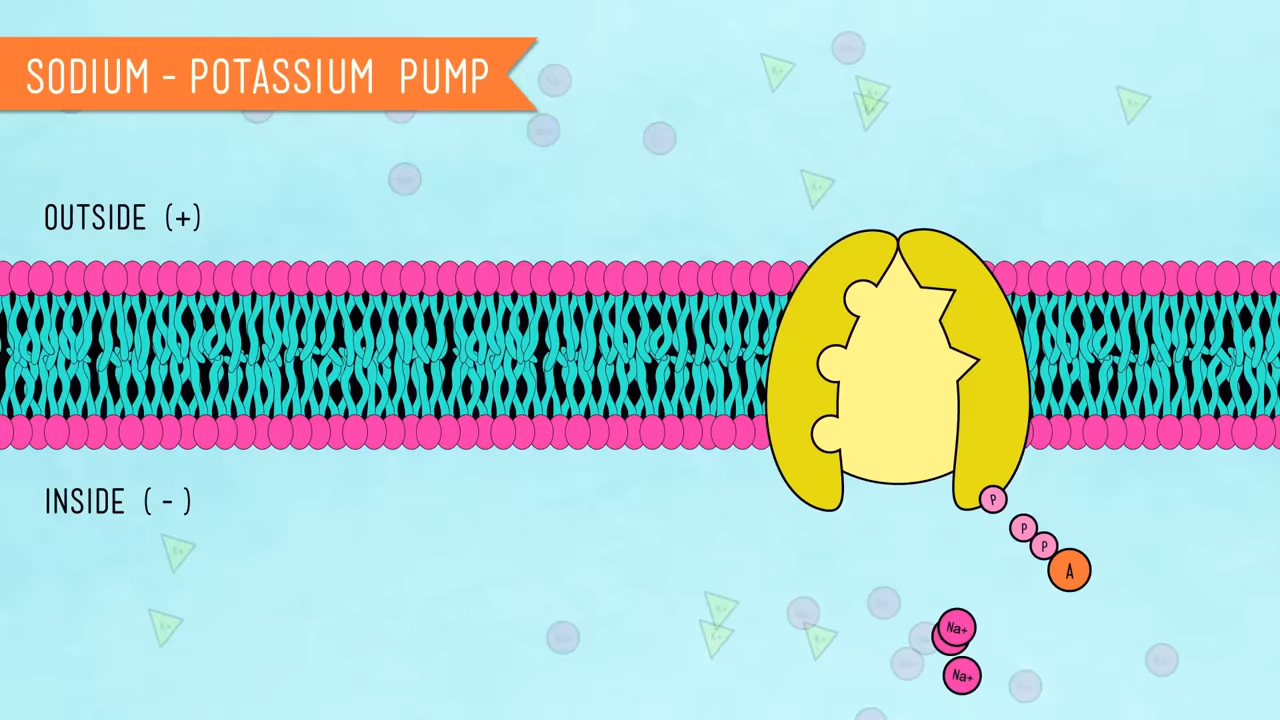 SODIUM - POTASSIUM PUMP
OUTSIDE (+)
INSIDE ( - )
P
P
P
A
Na+
Na+